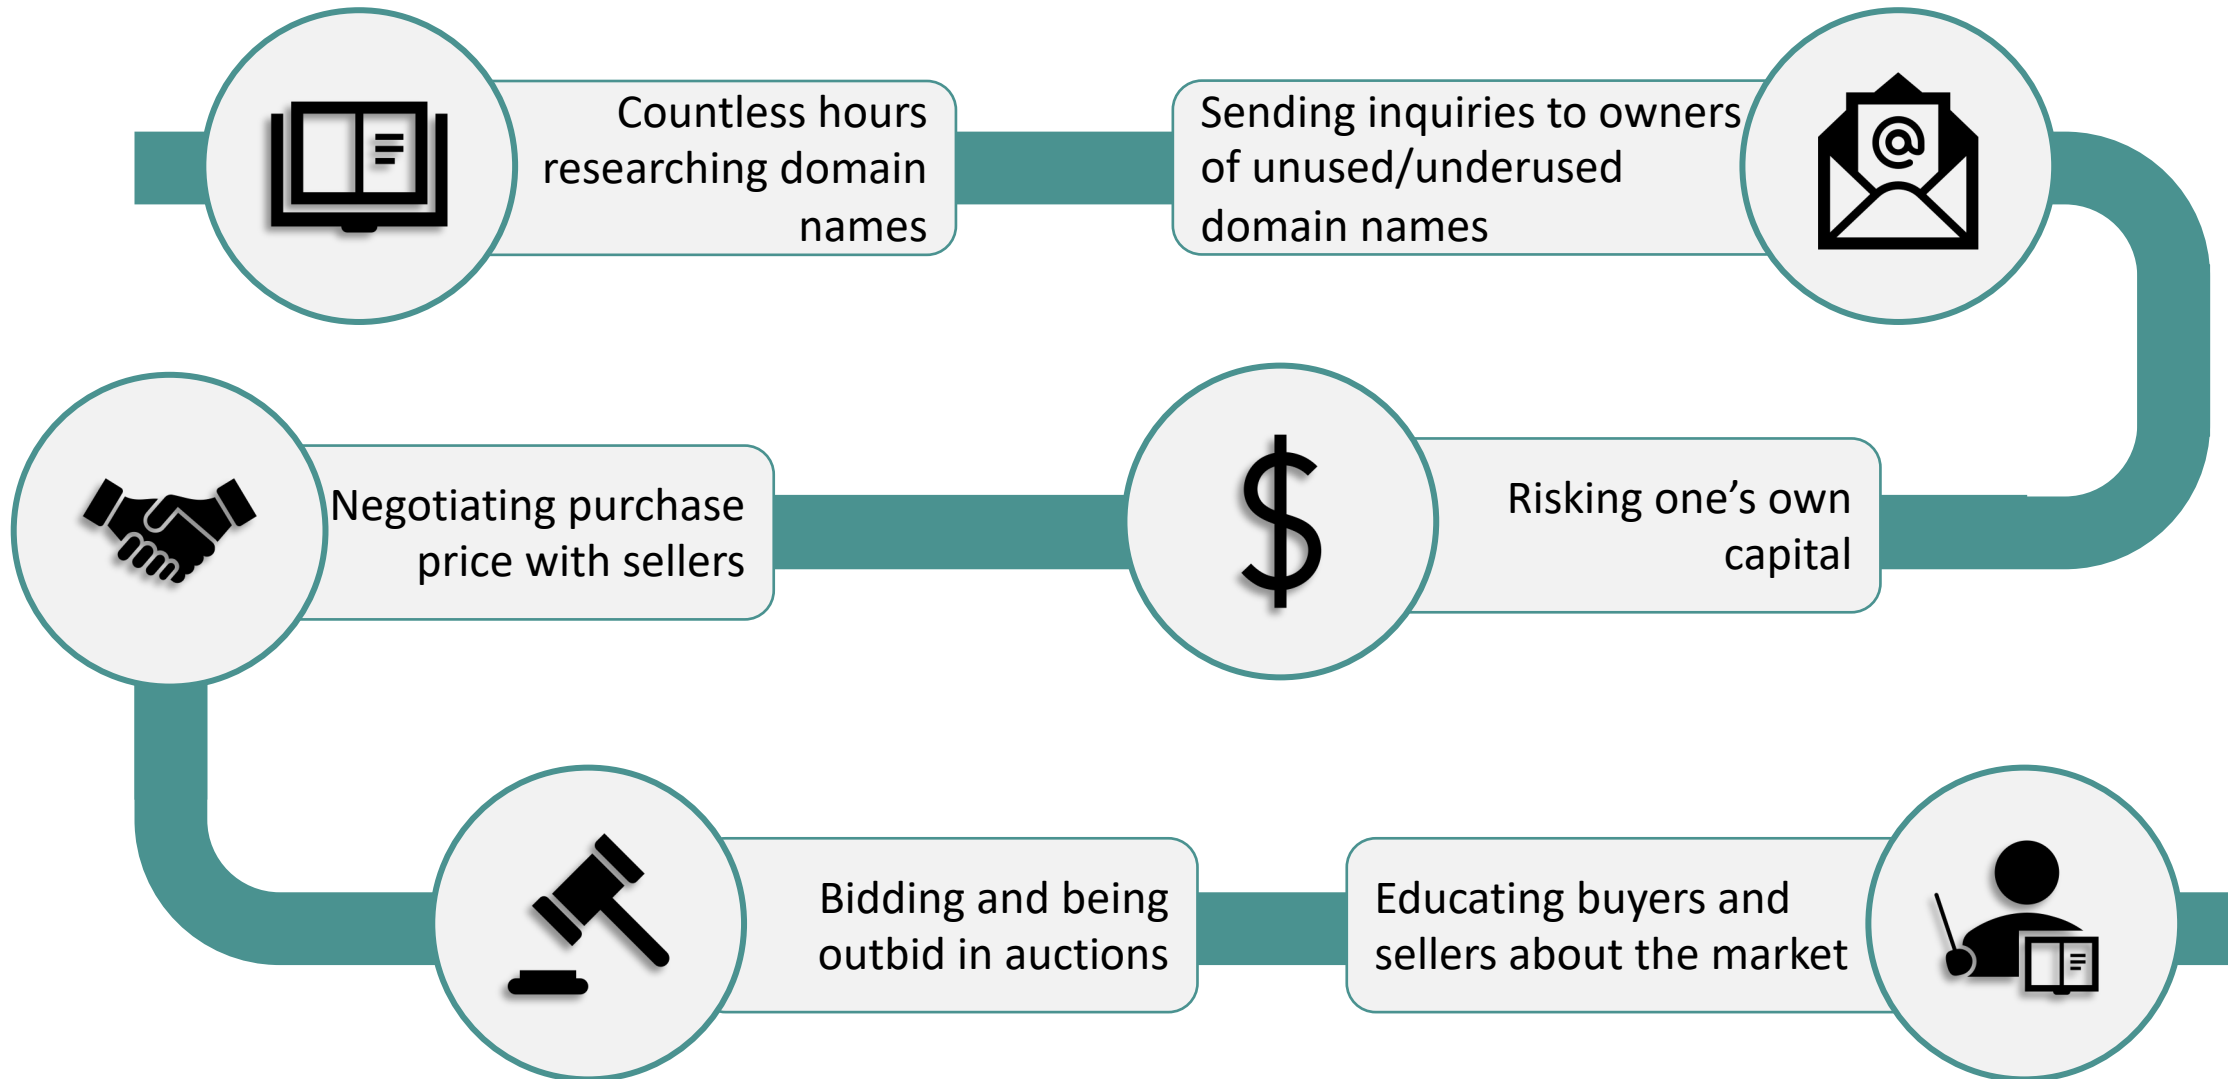 Countless hours
researching domain
names
Sending inquiries to owners
of unused/underused
domain names
Risking one’s own
capital
Negotiating purchase
price with sellers
Bidding and being
outbid in auctions
Educating buyers and
sellers about the market